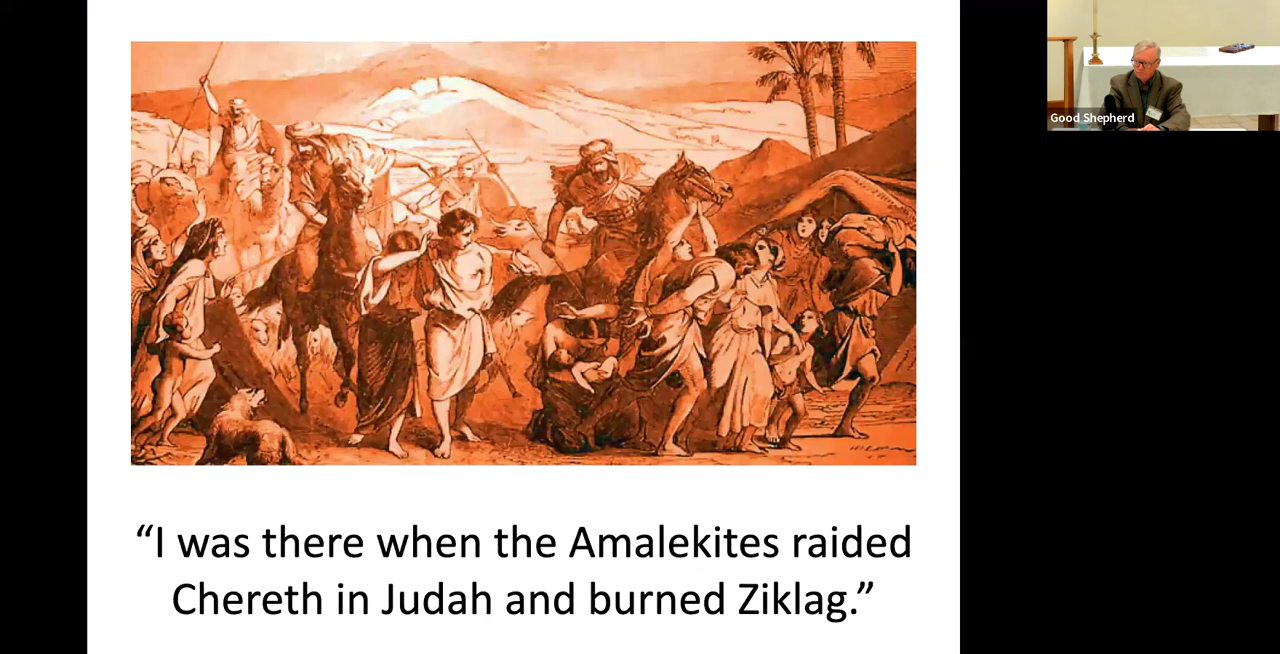 Good Shepherd
“I was there when the Amalekites raided
Chereth in Judah and burned Ziklag.”